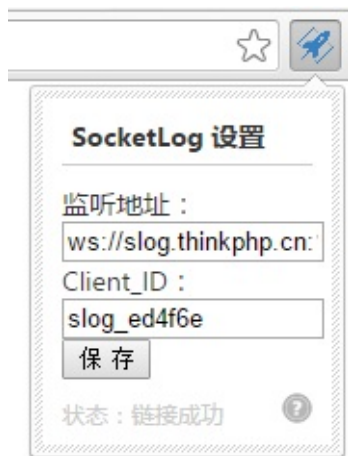 SocketLog 设置
监听地址：
ws://slog.thinkphp.cn:
Client_ID：
slog_ed4f6e
保 存
状态：链接成功
?